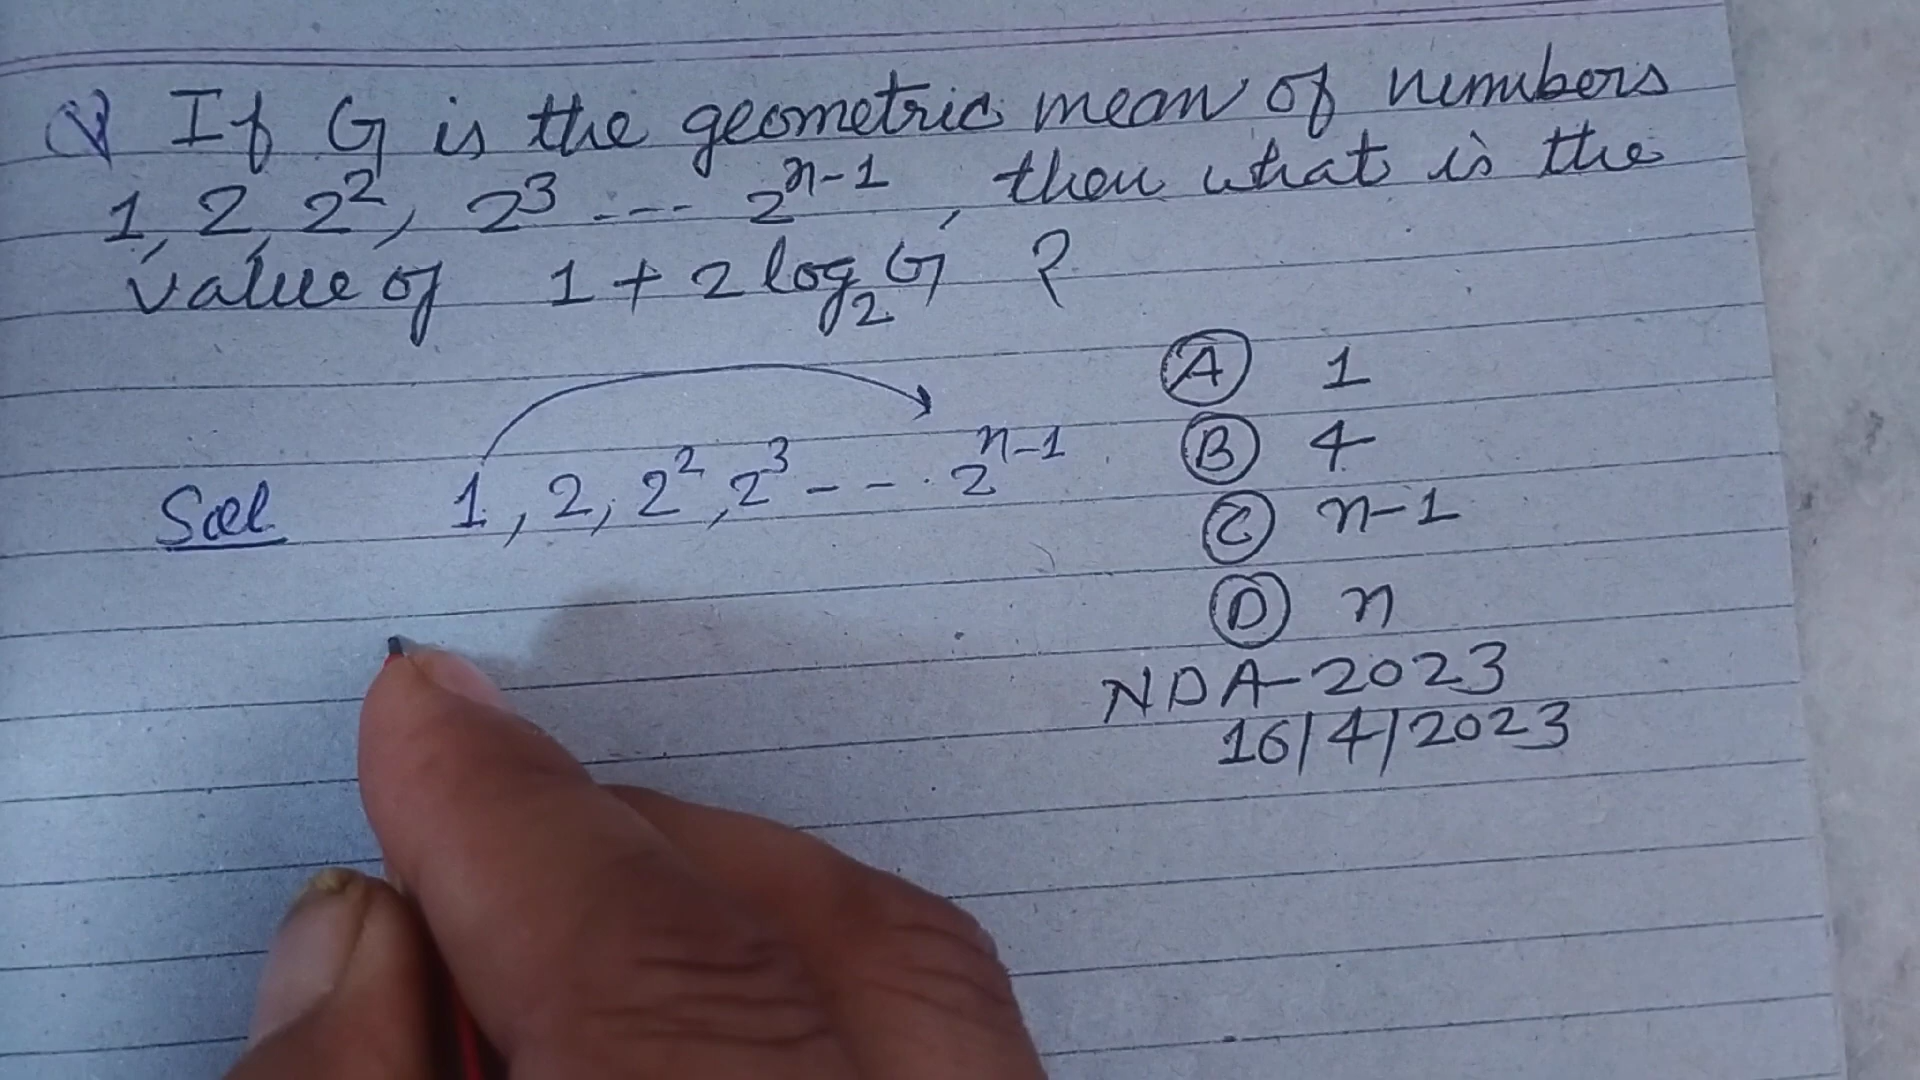 Q If G is the geometric mean of numbers
1, 2, 2², 2³ --- 2ⁿ⁻¹, then what is the
value of 1 + 2 log₂G ?
(A) 1
(B) 4
(C) n-1
(D) n
Sol 1, 2, 2², 2³ --- 2ⁿ⁻¹
NDA-2023
16/4/2023